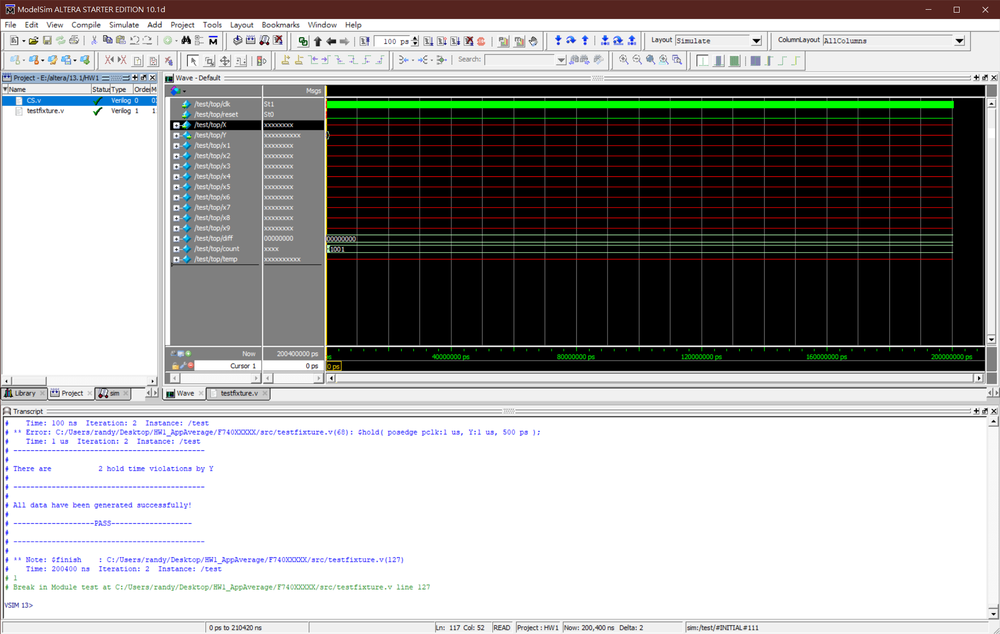 ModelSim ALTERA STARTER EDITION 10.1d
File Edit View Compile Simulate Add Project Tools Layout Bookmarks Window Help
100 ps
Layout Simulate
ColumnLayout AllColumns
Search:
Project - E:/altera/13.1/HW1
Name Status Type Order M
CS.v Verilog 0 0
testfixture.v Verilog 1 1
Wave - Default
Msgs
/test/top/clk St1
/test/top/reset St0
/test/top/X xxxxxxxx
/test/top/Y xxxxxxxxxx
/test/top/x1 xxxxxxxx
/test/top/x2 xxxxxxxx
/test/top/x3 xxxxxxxx
/test/top/x4 xxxxxxxx
/test/top/x5 xxxxxxxx
/test/top/x6 xxxxxxxx
/test/top/x7 xxxxxxxx
/test/top/x8 xxxxxxxx
/test/top/x9 xxxxxxxx
/test/top/diff 00000000 00000000
/test/top/count xxxx 1001
/test/top/temp xxxxxxxxxx
Now 200400000 ps
ps 40000000 ps 80000000 ps 120000000 ps 160000000 ps 200000000 ps
Cursor 1 0 ps 0 ps
Library Project sim
Wave testfixture.v
Transcript
#    Time: 100 ns  Iteration: 2  Instance: /test
# ** Error: C:/Users/randy/Desktop/HW1_AppAverage/F740XXXXX/src/testfixture.v(68): $hold( posedge pclk:1 us, Y:1 us, 500 ps );
#    Time: 1 us  Iteration: 2  Instance: /test
# ---------------------------------------------
#
# There are           2 hold time violations by Y
#
# ---------------------------------------------
#
# All data have been generated successfully!
#
# -------------------PASS-------------------
#
# ---------------------------------------------
#
# ** Note: $finish    : C:/Users/randy/Desktop/HW1_AppAverage/F740XXXXX/src/testfixture.v(127)
#    Time: 200400 ns  Iteration: 2  Instance: /test
# 1
# Break in Module test at C:/Users/randy/Desktop/HW1_AppAverage/F740XXXXX/src/testfixture.v line 127
VSIM 13>
0 ps to 210420 ns
Ln: 117 Col: 52 READ Project : HW1 Now: 200,400 ns Delta: 2 sim:/test/#INITIAL#111